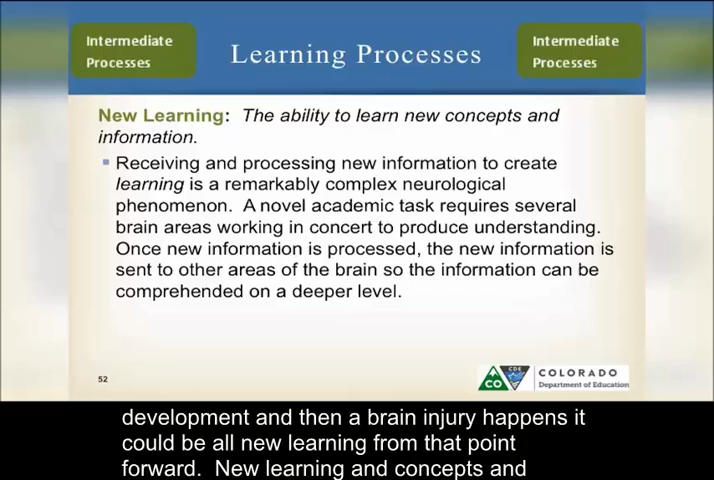 Intermediate
Processes
Learning Processes
Intermediate
Processes
New Learning: The ability to learn new concepts and
information.
Receiving and processing new information to create
learning is a remarkably complex neurological
phenomenon. A novel academic task requires several
brain areas working in concert to produce understanding.
Once new information is processed, the new information is
sent to other areas of the brain so the information can be
comprehended on a deeper level.
52
CO
CDE
COLORADO
Department of Education
development and then a brain injury happens it
could be all new learning from that point
forward. New learning and concepts and